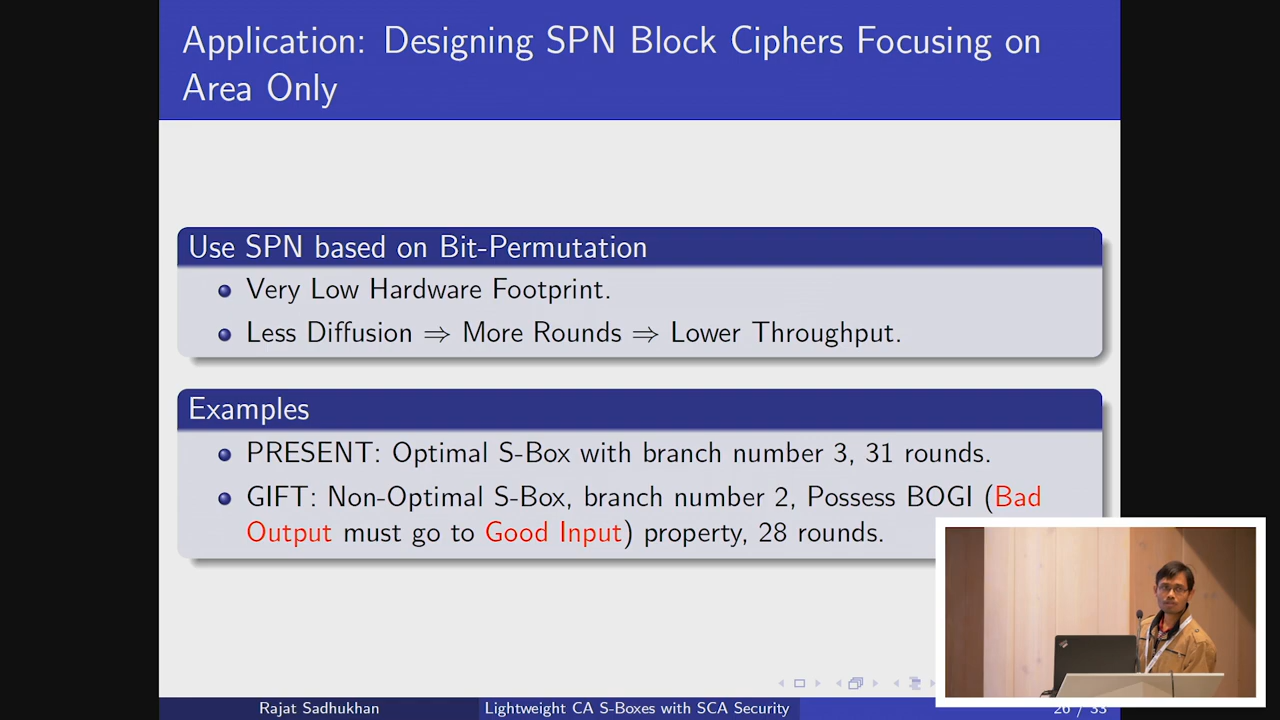 Application: Designing SPN Block Ciphers Focusing on
Area Only
Use SPN based on Bit-Permutation
Very Low Hardware Footprint.
Less Diffusion ⇒ More Rounds ⇒ Lower Throughput.
Examples
PRESENT: Optimal S-Box with branch number 3, 31 rounds.
GIFT: Non-Optimal S-Box, branch number 2, Possess BOGI (Bad
Output must go to Good Input) property, 28 rounds.
Rajat Sadhukhan Lightweight CA S-Boxes with SCA Security 26 / 33